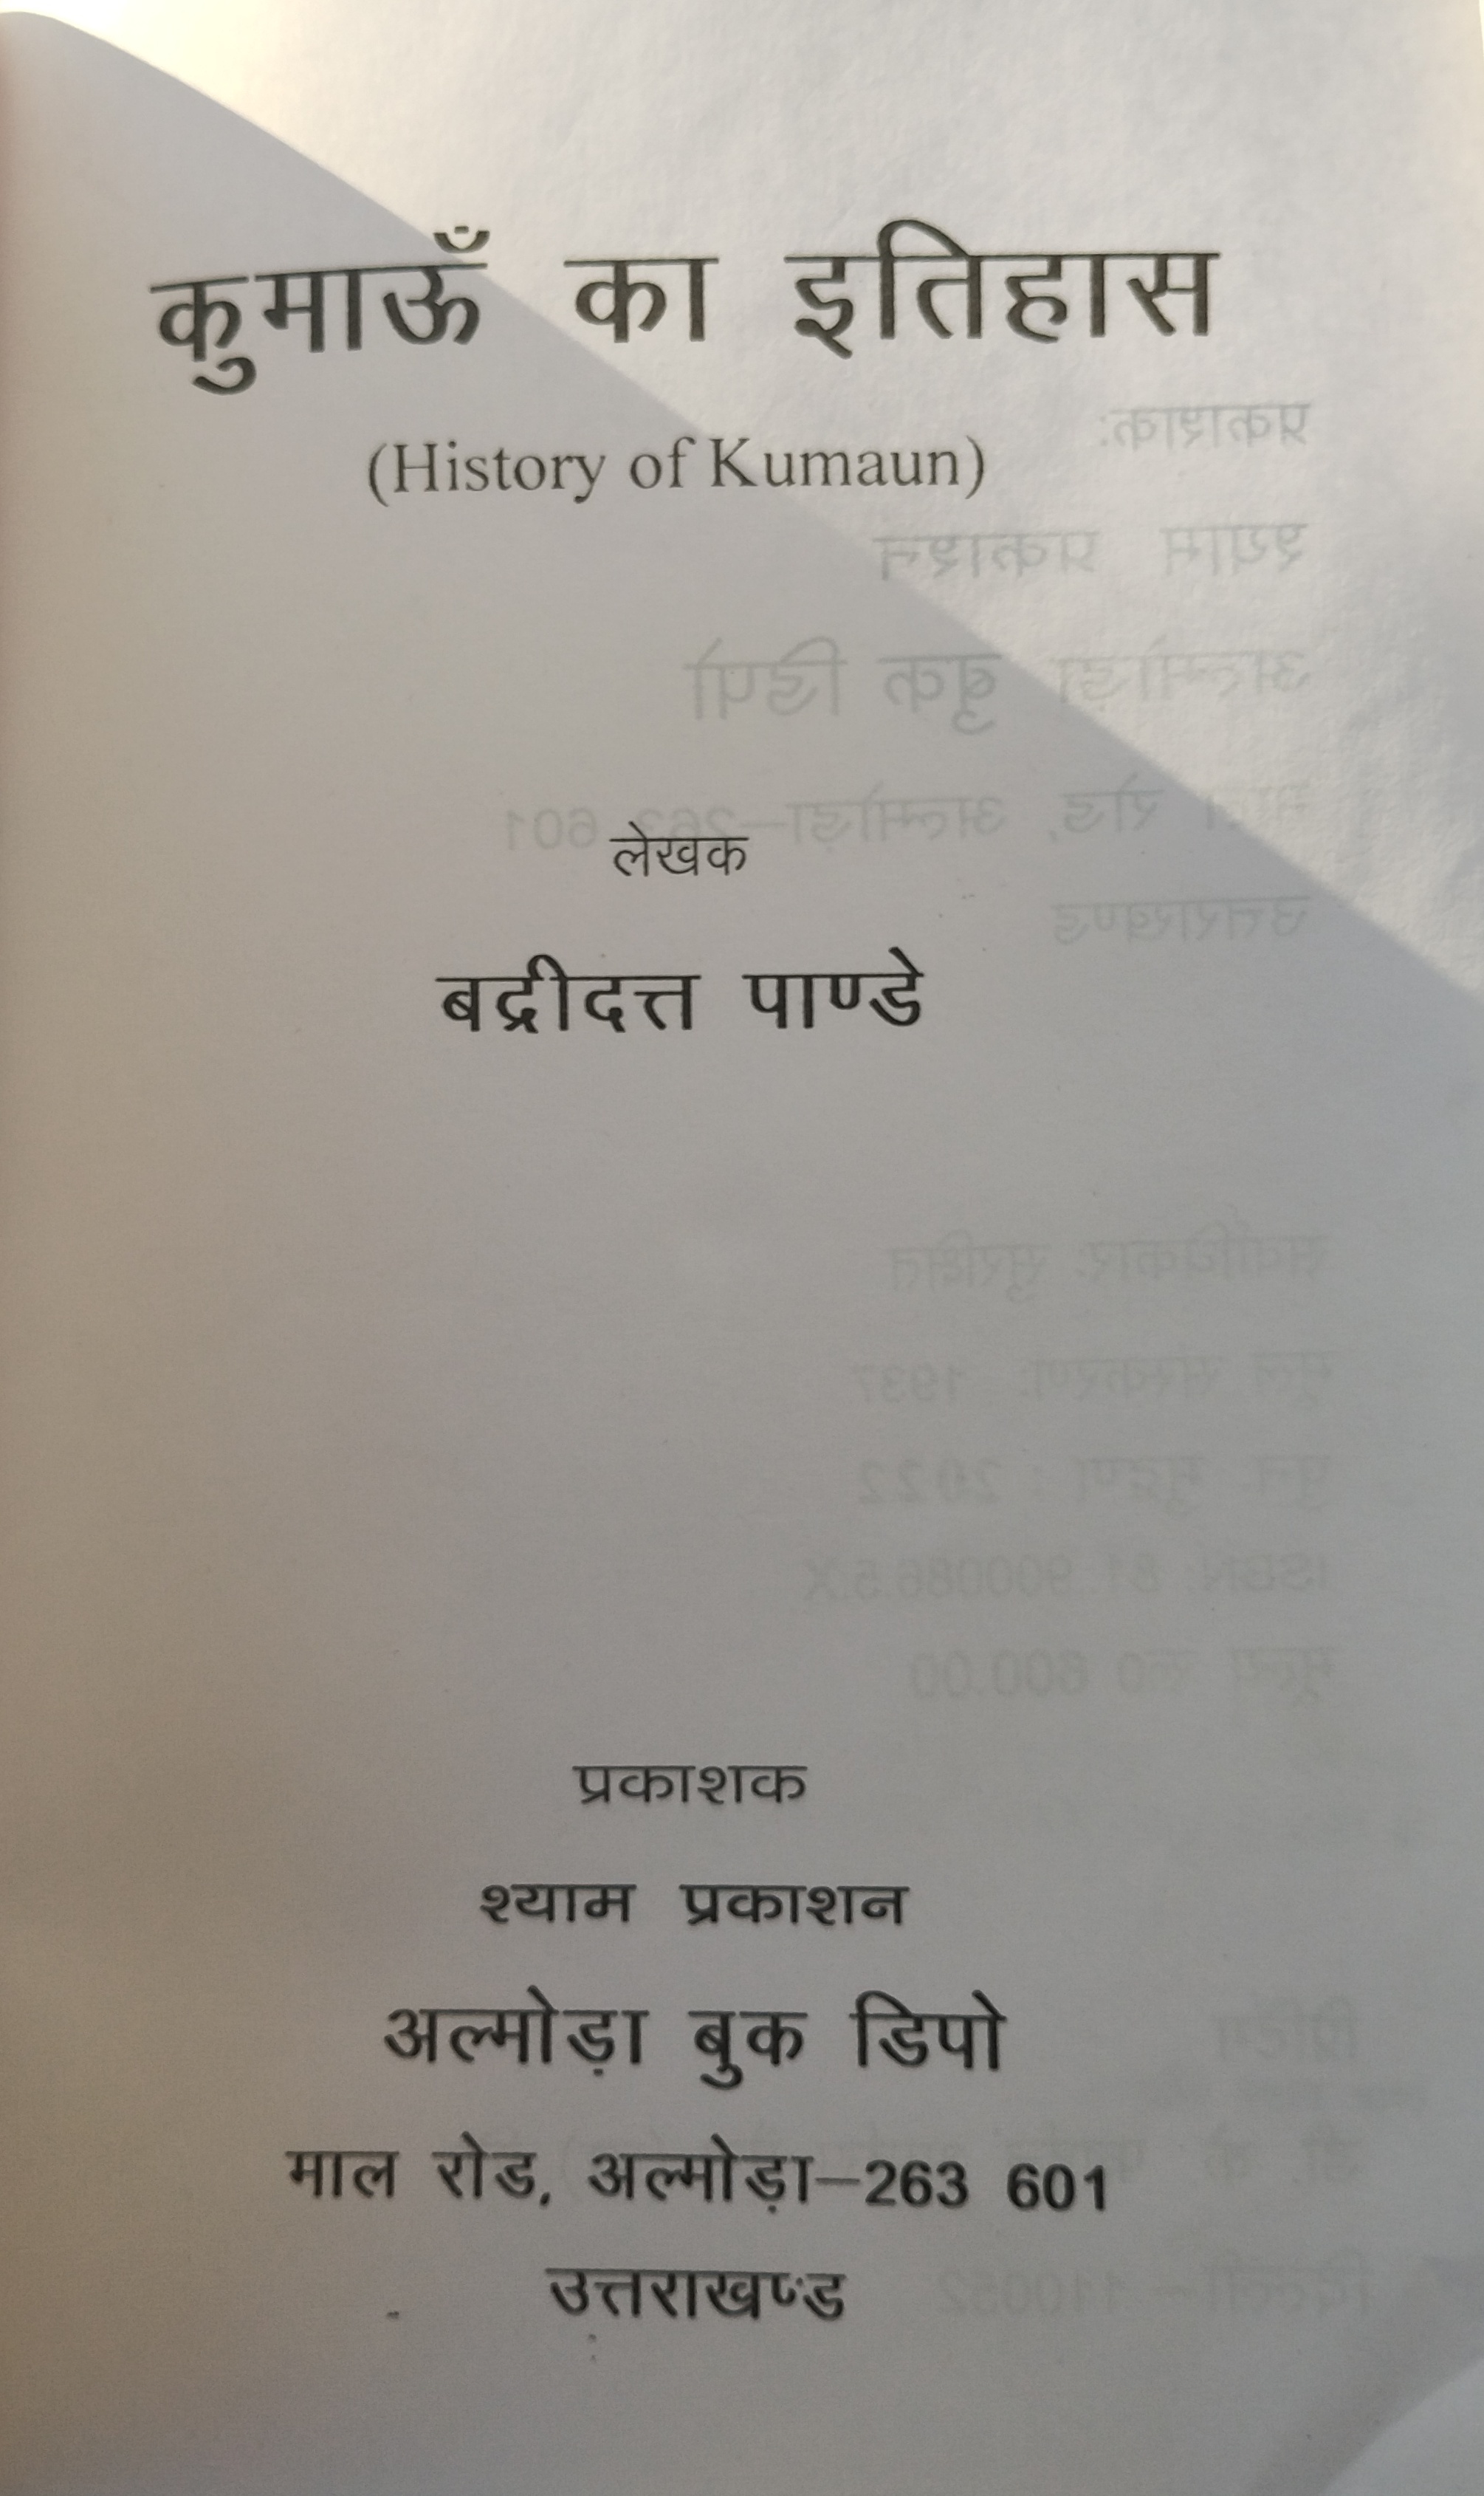 कुमाऊँ का इतिहास
(History of Kumaun)
लेखक
बद्रीदत्त पाण्डे
प्रकाशक
श्याम प्रकाशन
अल्मोड़ा बुक डिपो
माल रोड, अल्मोड़ा–263 601
उत्तराखण्ड